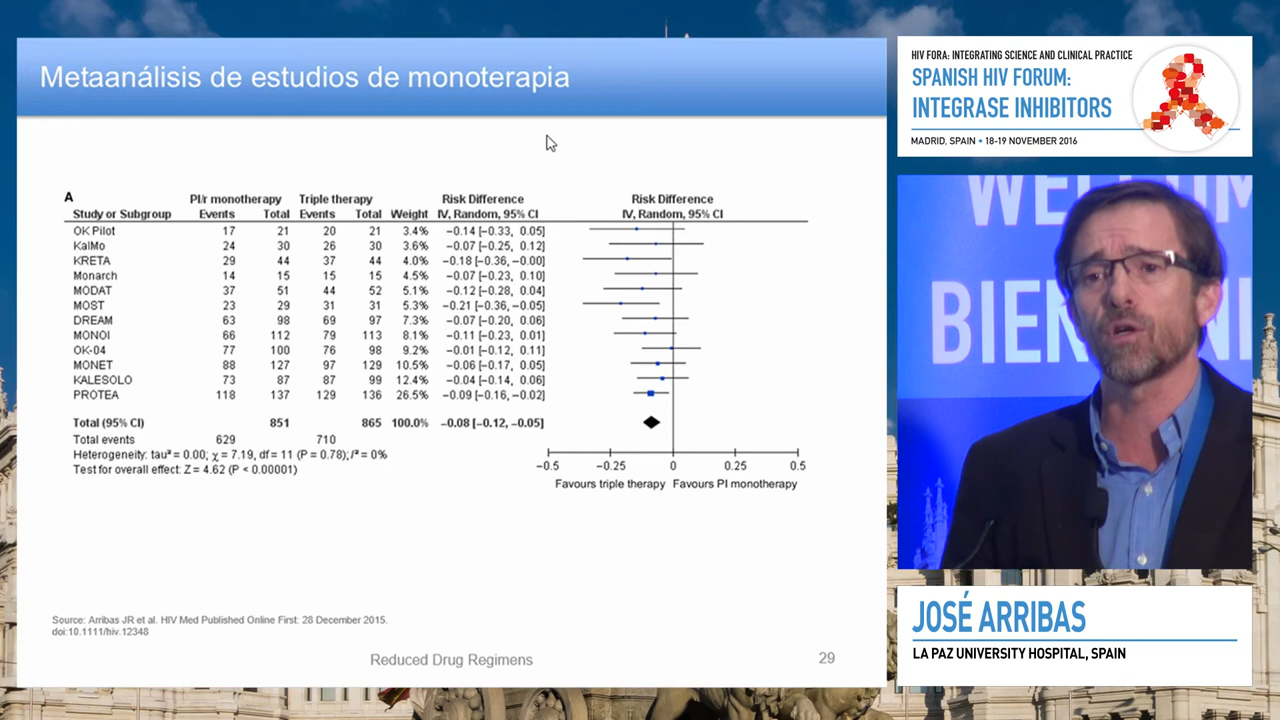 Metaanálisis de estudios de monoterapia
A
PI/r monotherapy Triple therapy Risk Difference Risk Difference
Study or Subgroup Events Total Events Total Weight IV, Random, 95% CI IV, Random, 95% CI
OK Pilot 17 21 20 21 3.4% −0.14 [−0.33, 0.05]
KalMo 24 30 26 30 3.6% −0.07 [−0.25, 0.12]
KRETA 29 44 37 44 4.0% −0.18 [−0.36, −0.00]
Monarch 14 15 15 15 4.5% −0.07 [−0.23, 0.10]
MODAT 37 51 44 52 5.1% −0.12 [−0.28, 0.04]
MOST 23 29 31 31 5.3% −0.21 [−0.36, −0.05]
DREAM 63 98 69 97 7.3% −0.07 [−0.20, 0.06]
MONOI 66 112 79 113 8.1% −0.11 [−0.23, 0.01]
OK-04 77 100 76 98 9.2% −0.01 [−0.12, 0.11]
MONET 88 127 97 129 10.5% −0.06 [−0.17, 0.05]
KALESOLO 73 87 87 99 12.4% −0.04 [−0.14, 0.06]
PROTEA 118 137 129 136 26.5% −0.09 [−0.16, −0.02]
Total (95% CI) 851 865 100.0% −0.08 [−0.12, −0.05]
Total events 629 710
Heterogeneity: tau² = 0.00; χ = 7.19, df = 11 (P = 0.78); I² = 0%
Test for overall effect: Z = 4.62 (P < 0.00001)
−0.5 −0.25 0 0.25 0.5
Favours triple therapy Favours PI monotherapy
Source: Arribas JR et al. HIV Med Published Online First: 28 December 2015.
doi:10.1111/hiv.12348
Reduced Drug Regimens
29
HIV FORA: INTEGRATING SCIENCE AND CLINICAL PRACTICE
SPANISH HIV FORUM:
INTEGRASE INHIBITORS
MADRID, SPAIN • 18-19 NOVEMBER 2016
JOSÉ ARRIBAS
LA PAZ UNIVERSITY HOSPITAL, SPAIN